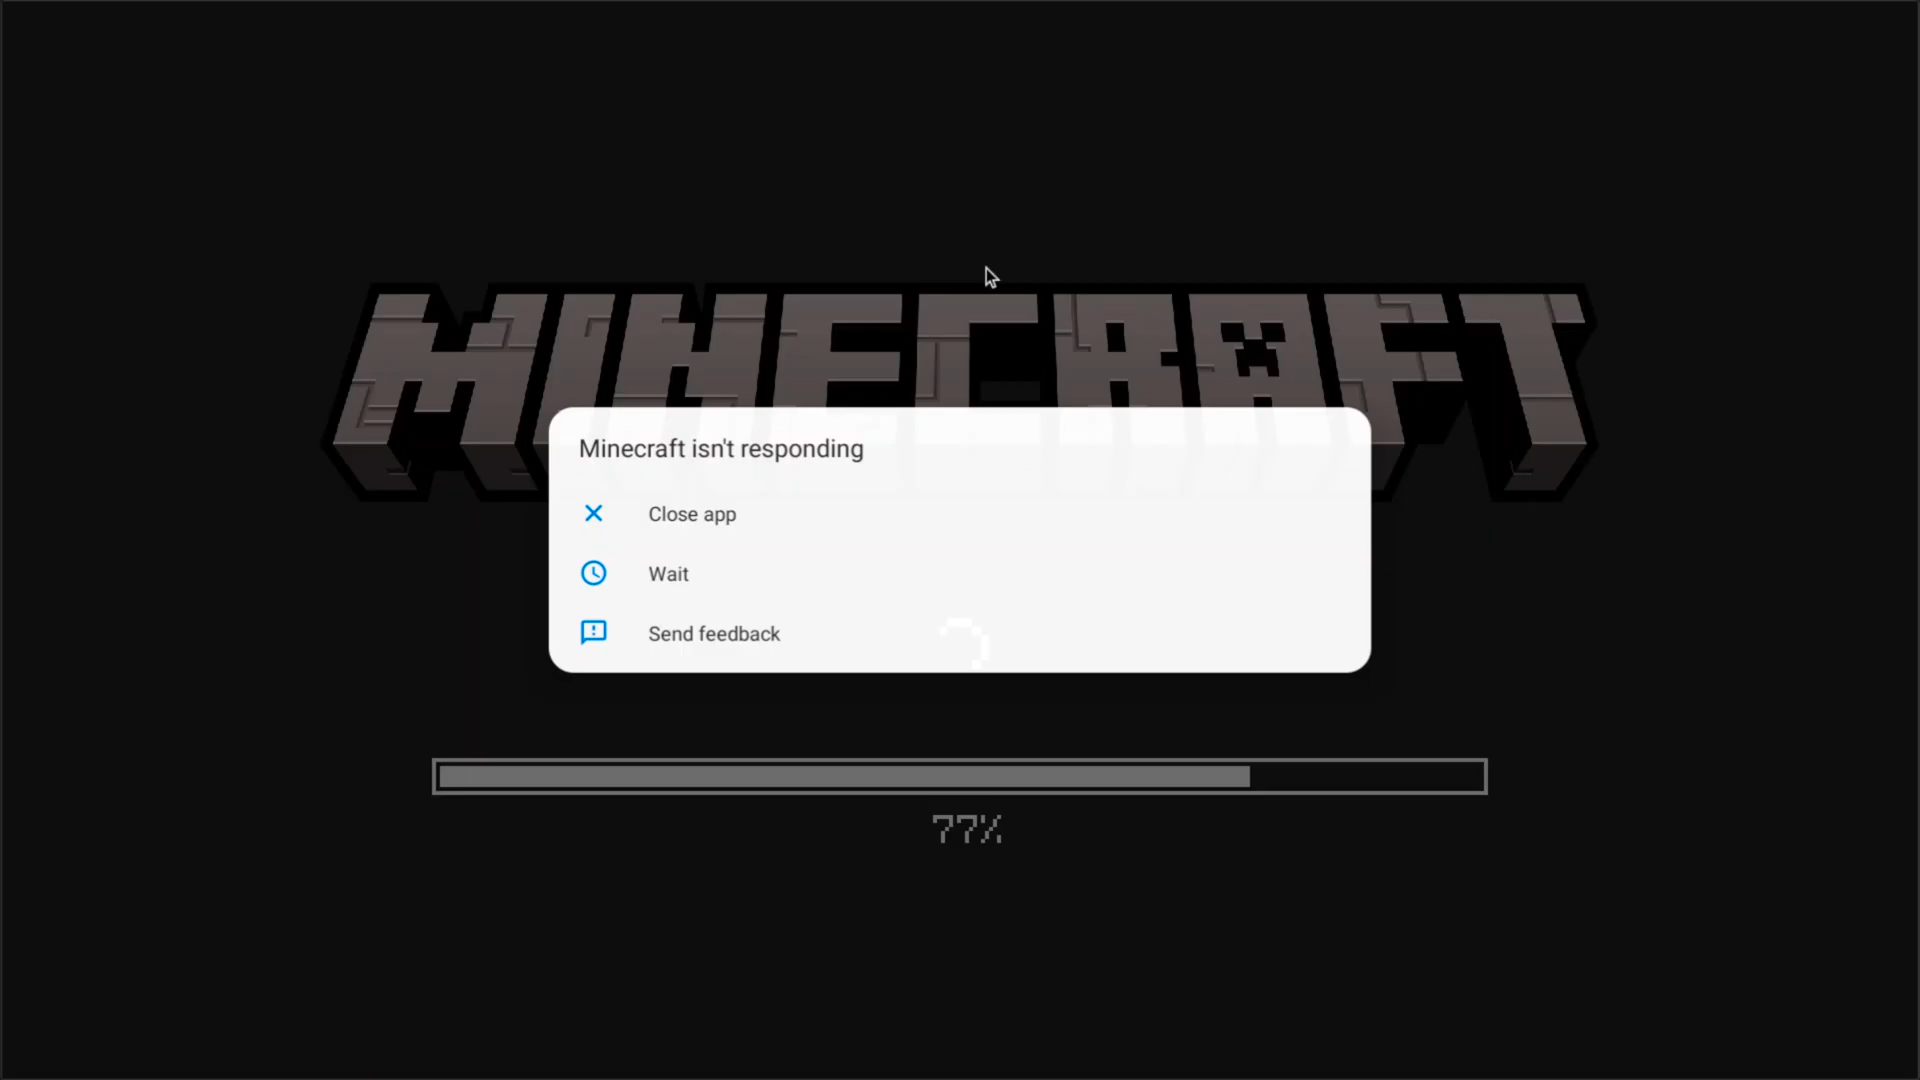 MINECRAFT
Minecraft isn't responding
Close app
Wait
Send feedback
77%